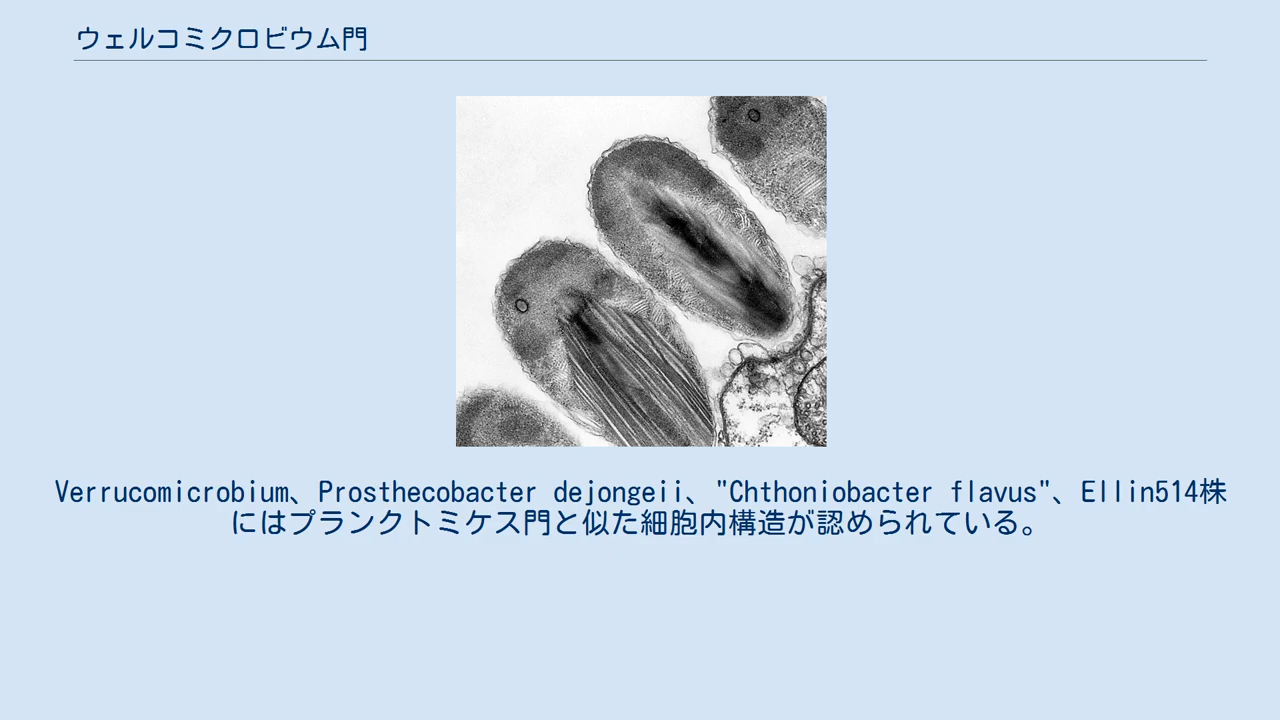 ウェルコミクロビウム門
Verrucomicrobium、Prosthecobacter dejongeii、"Chthoniobacter flavus"、Ellin514株
にはプランクトミケス門と似た細胞内構造が認められている。